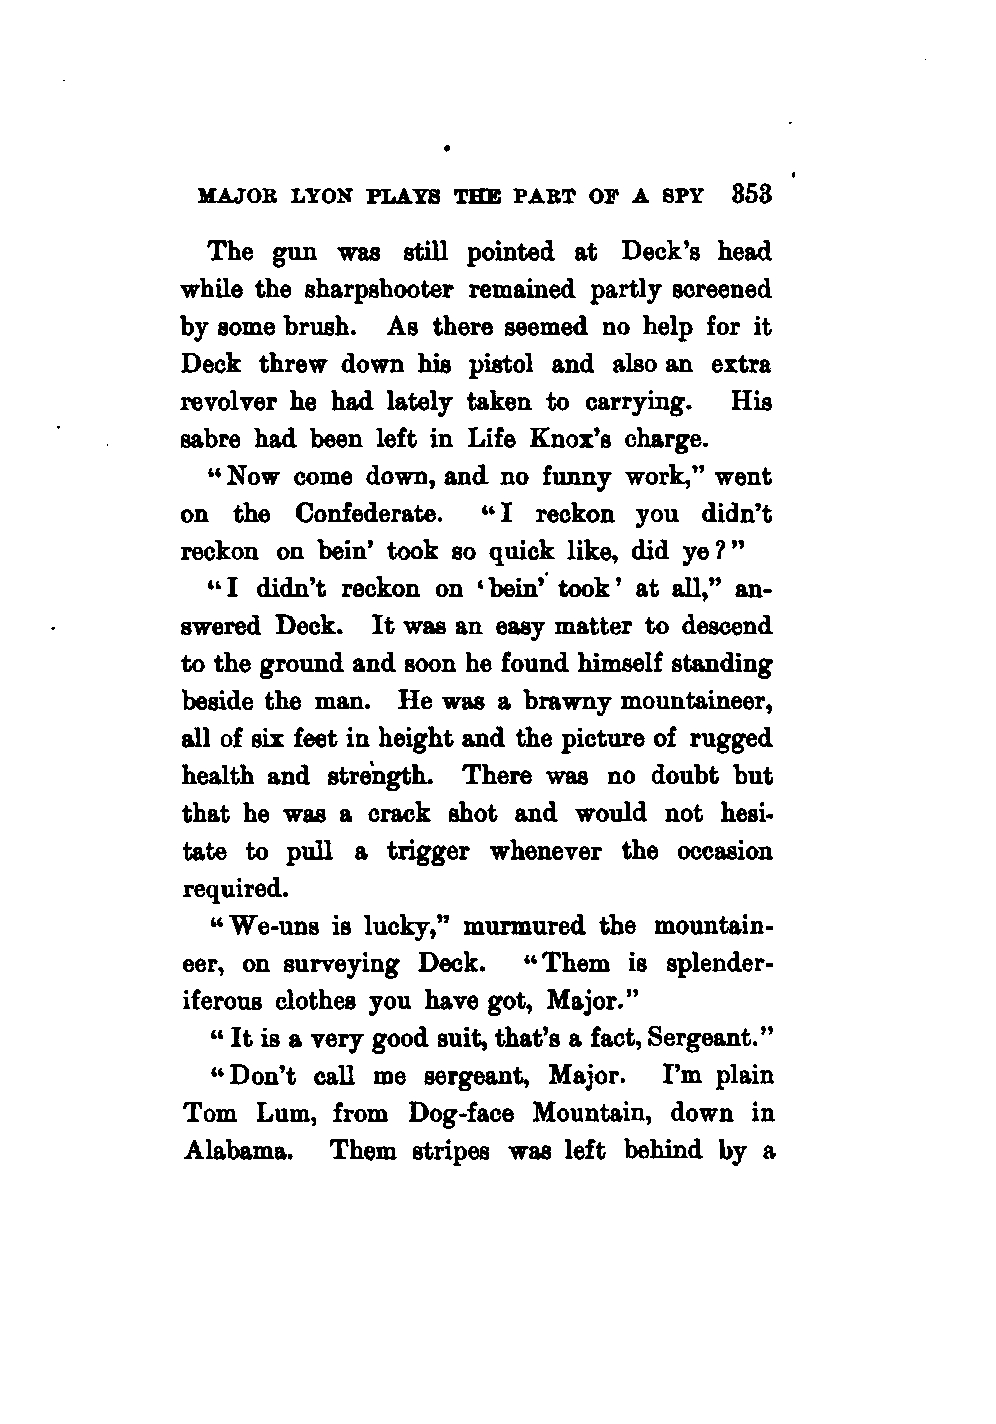 MAJOR LYON PLAYS THE PART OF A SPY 353
The gun was still pointed at Deck's head
while the sharpshooter remained partly screened
by some brush. As there seemed no help for it
Deck threw down his pistol and also an extra
revolver he had lately taken to carrying. His
sabre had been left in Life Knox's charge.
"Now come down, and no funny work," went
on the Confederate. "I reckon you didn't
reckon on bein' took so quick like, did ye?"
"I didn't reckon on 'bein' took' at all," an-
swered Deck. It was an easy matter to descend
to the ground and soon he found himself standing
beside the man. He was a brawny mountaineer,
all of six feet in height and the picture of rugged
health and strength. There was no doubt but
that he was a crack shot and would not hesi-
tate to pull a trigger whenever the occasion
required.
"We-uns is lucky," murmured the mountain-
eer, on surveying Deck. "Them is splender-
iferous clothes you have got, Major."
"It is a very good suit, that's a fact, Sergeant."
"Don't call me sergeant, Major. I'm plain
Tom Lum, from Dog-face Mountain, down in
Alabama. Them stripes was left behind by a